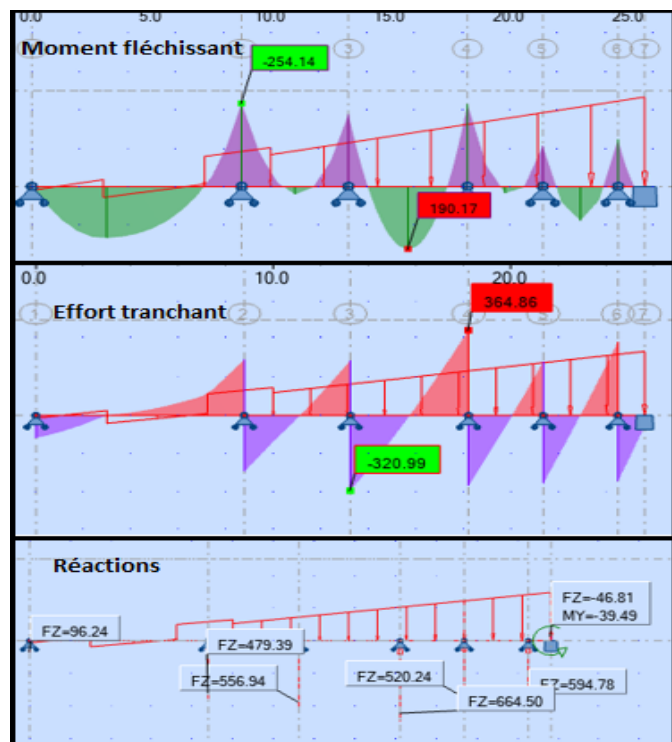 0.0 5.0 10.0 15.0 20.0 25.0
Moment fléchissant
3 4 5 6 7
-254.14
190.17
0.0 10.0 20.0
364.86
1 Effort tranchant 2 3 4 5 6 7
-320.99
Réactions
FZ=-46.81
MY=-39.49
FZ=96.24
FZ=479.39
FZ=556.94
FZ=520.24
FZ=594.78
FZ=664.50